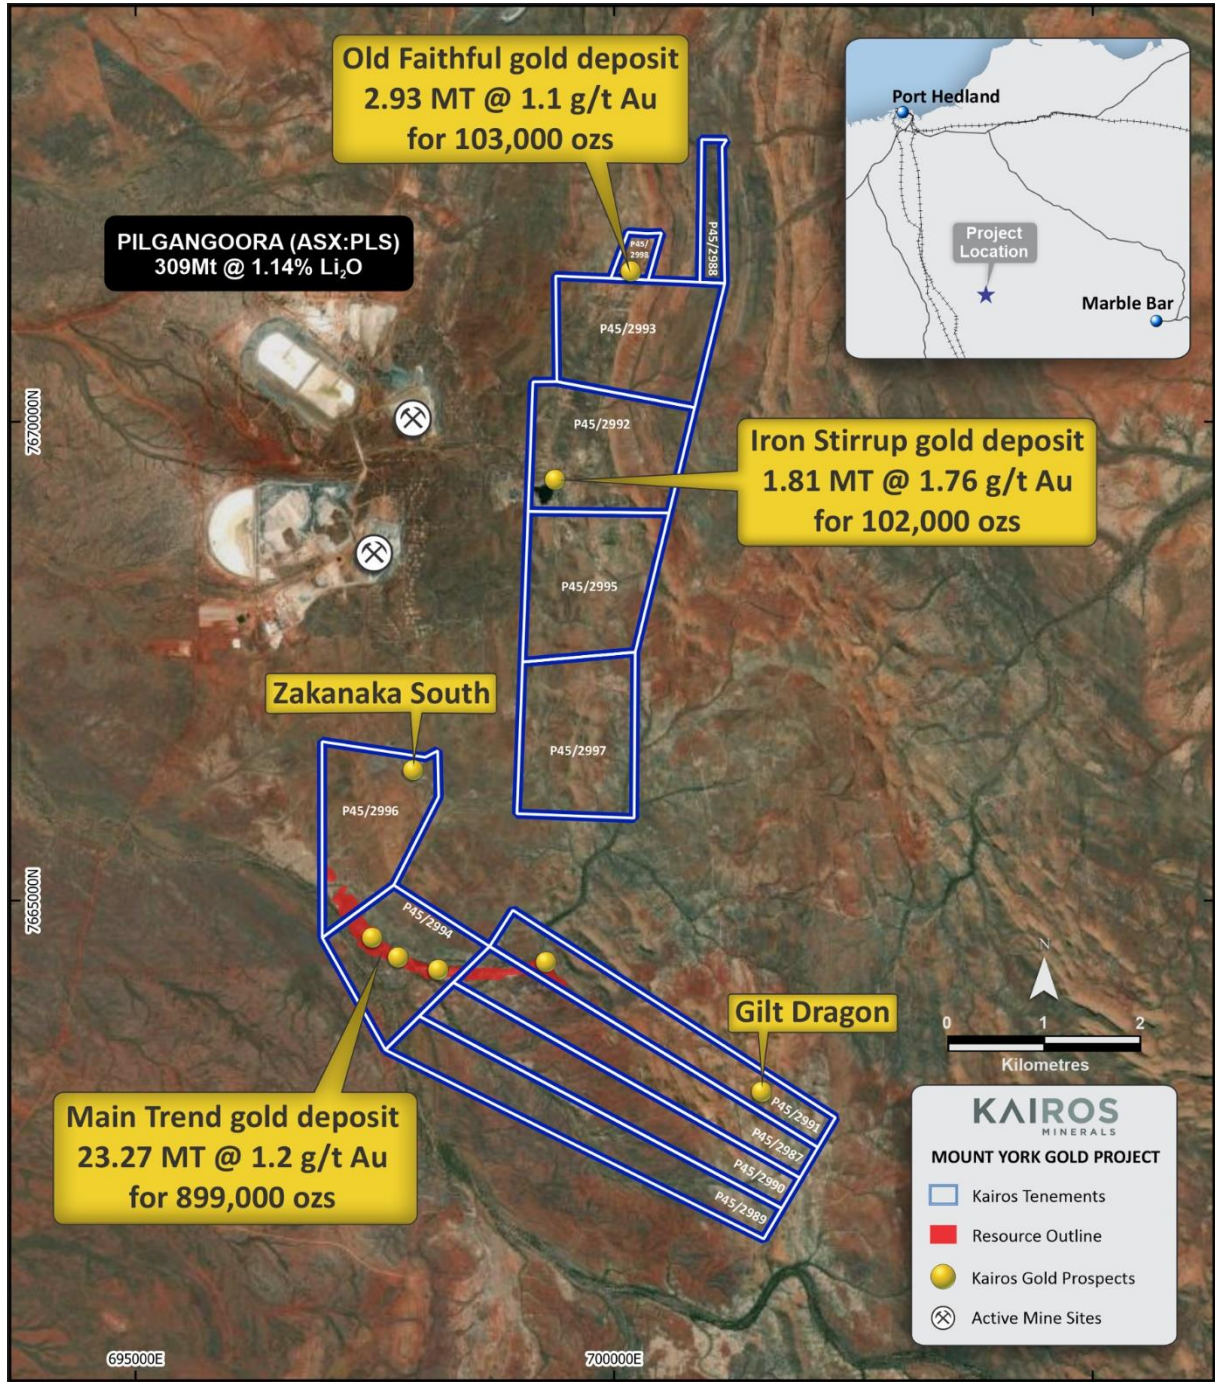 Old Faithful gold deposit
2.93 MT @ 1.1 g/t Au
for 103,000 ozs
Port Hedland
Project
Location
Marble Bar
PILGANGOORA (ASX:PLS)
309Mt @ 1.14% Li₂O
P45/2988
P45/
2998
P45/2993
7670000N
P45/2992
Iron Stirrup gold deposit
1.81 MT @ 1.76 g/t Au
for 102,000 ozs
P45/2995
Zakanaka South
P45/2997
P45/2996
7665000N
P45/2994
N
Gilt Dragon
0 1 2
Kilometres
P45/2991
P45/2987
P45/2990
P45/2989
Main Trend gold deposit
23.27 MT @ 1.2 g/t Au
for 899,000 ozs
KAIROS
MINERALS
MOUNT YORK GOLD PROJECT
Kairos Tenements
Resource Outline
Kairos Gold Prospects
Active Mine Sites
695000E
700000E